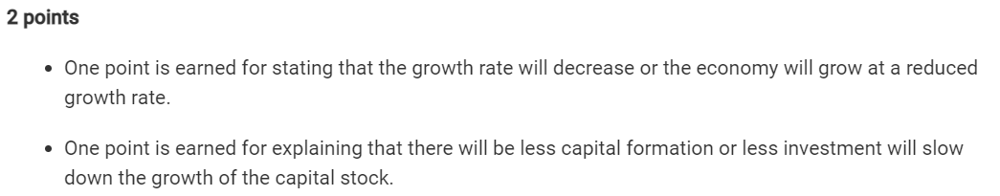 2 points
• One point is earned for stating that the growth rate will decrease or the economy will grow at a reduced
growth rate.
• One point is earned for explaining that there will be less capital formation or less investment will slow
down the growth of the capital stock.